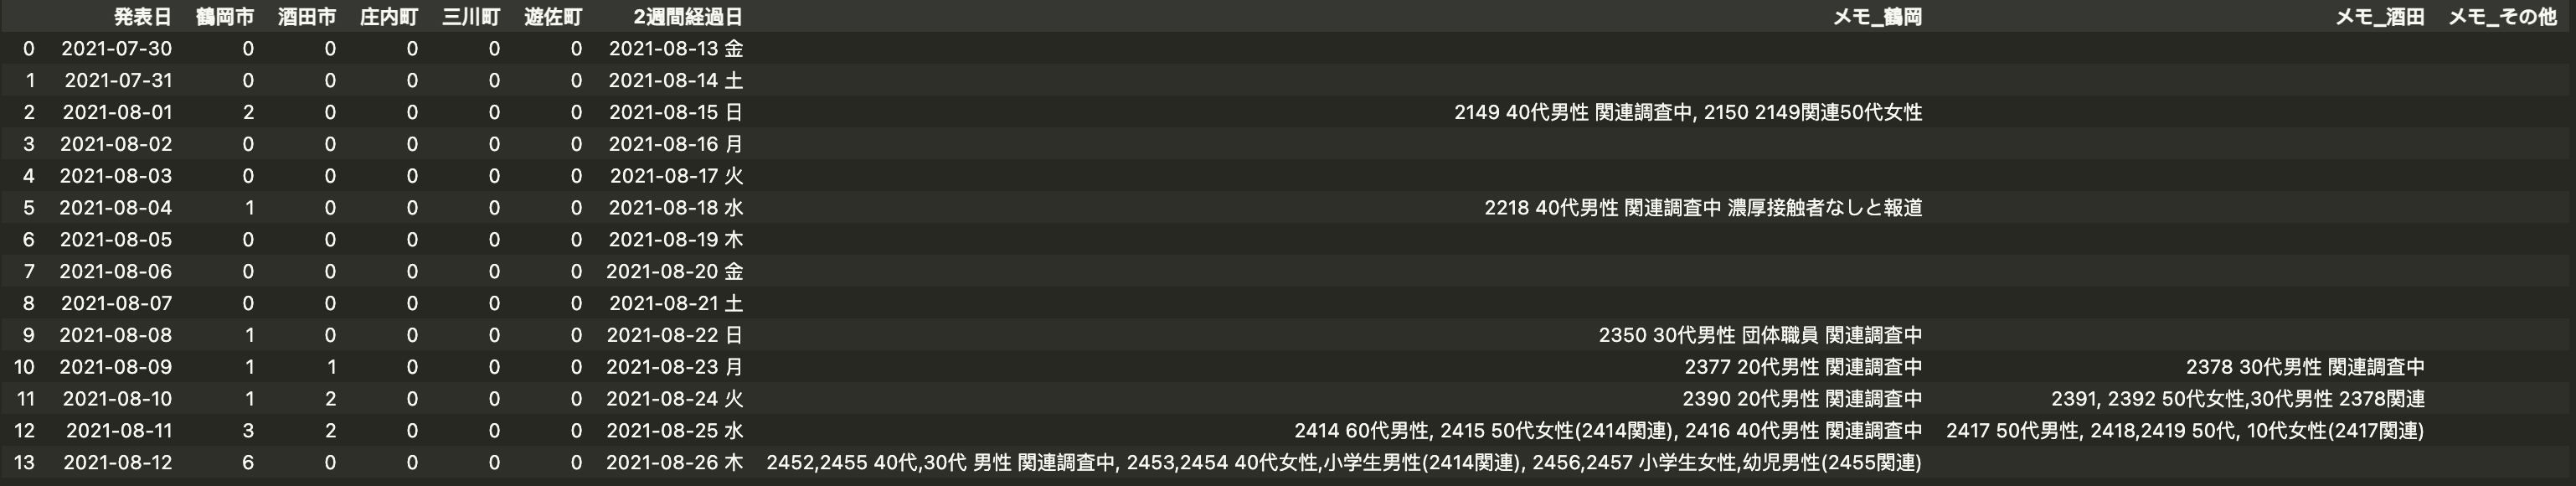 発表日 鶴岡市 酒田市 庄内町 三川町 遊佐町 2週間経過日 メモ_鶴岡 メモ_酒田 メモ_その他
0 2021-07-30 0 0 0 0 0 2021-08-13 金
1 2021-07-31 0 0 0 0 0 2021-08-14 土
2 2021-08-01 2 0 0 0 0 2021-08-15 日 2149 40代男性 関連調査中, 2150 2149関連50代女性
3 2021-08-02 0 0 0 0 0 2021-08-16 月
4 2021-08-03 0 0 0 0 0 2021-08-17 火
5 2021-08-04 1 0 0 0 0 2021-08-18 水 2218 40代男性 関連調査中 濃厚接触者なしと報道
6 2021-08-05 0 0 0 0 0 2021-08-19 木
7 2021-08-06 0 0 0 0 0 2021-08-20 金
8 2021-08-07 0 0 0 0 0 2021-08-21 土
9 2021-08-08 1 0 0 0 0 2021-08-22 日 2350 30代男性 団体職員 関連調査中
10 2021-08-09 1 1 0 0 0 2021-08-23 月 2377 20代男性 関連調査中 2378 30代男性 関連調査中
11 2021-08-10 1 2 0 0 0 2021-08-24 火 2390 20代男性 関連調査中 2391, 2392 50代女性,30代男性 2378関連
12 2021-08-11 3 2 0 0 0 2021-08-25 水 2414 60代男性, 2415 50代女性(2414関連), 2416 40代男性 関連調査中 2417 50代男性, 2418,2419 50代, 10代女性(2417関連)
13 2021-08-12 6 0 0 0 0 2021-08-26 木 2452,2455 40代,30代 男性 関連調査中, 2453,2454 40代女性,小学生男性(2414関連), 2456,2457 小学生女性,幼児男性(2455関連)